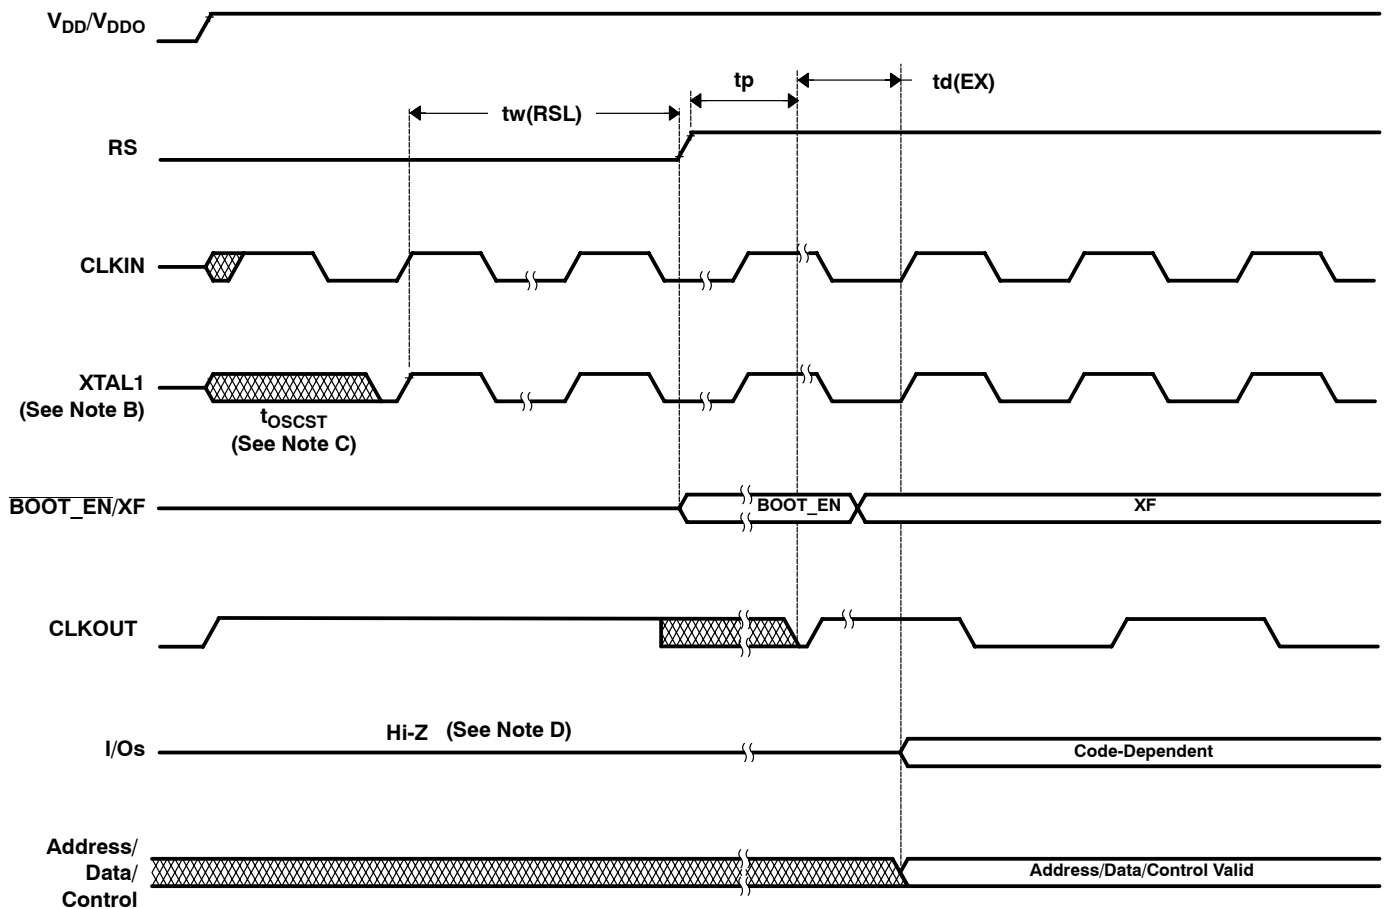 VDD/VDDO
td(EX)
tp
tw(RSL)
RS
CLKIN
XTAL1
(See Note B)
tOSCST
(See Note C)
BOOT_EN/XF
BOOT_EN
XF
CLKOUT
Hi-Z (See Note D)
I/Os
Code-Dependent
Address/
Data/
Control
Address/Data/Control Valid